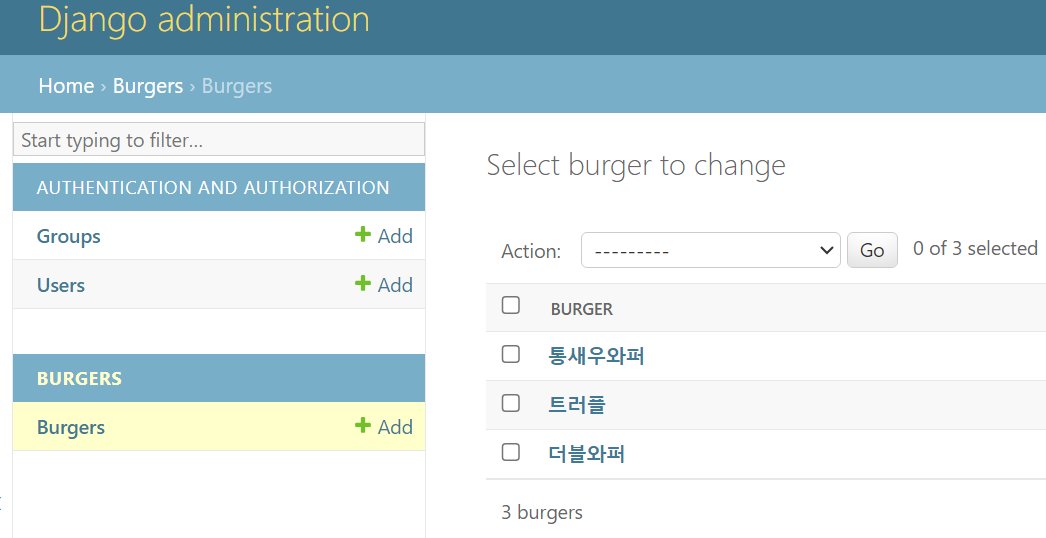 Django administration
Home › Burgers › Burgers
Start typing to filter...
AUTHENTICATION AND AUTHORIZATION
Groups + Add
Users + Add
BURGERS
Burgers + Add
Select burger to change
Action: --------- Go 0 of 3 selected
BURGER
통새우와퍼
트러플
더블와퍼
3 burgers